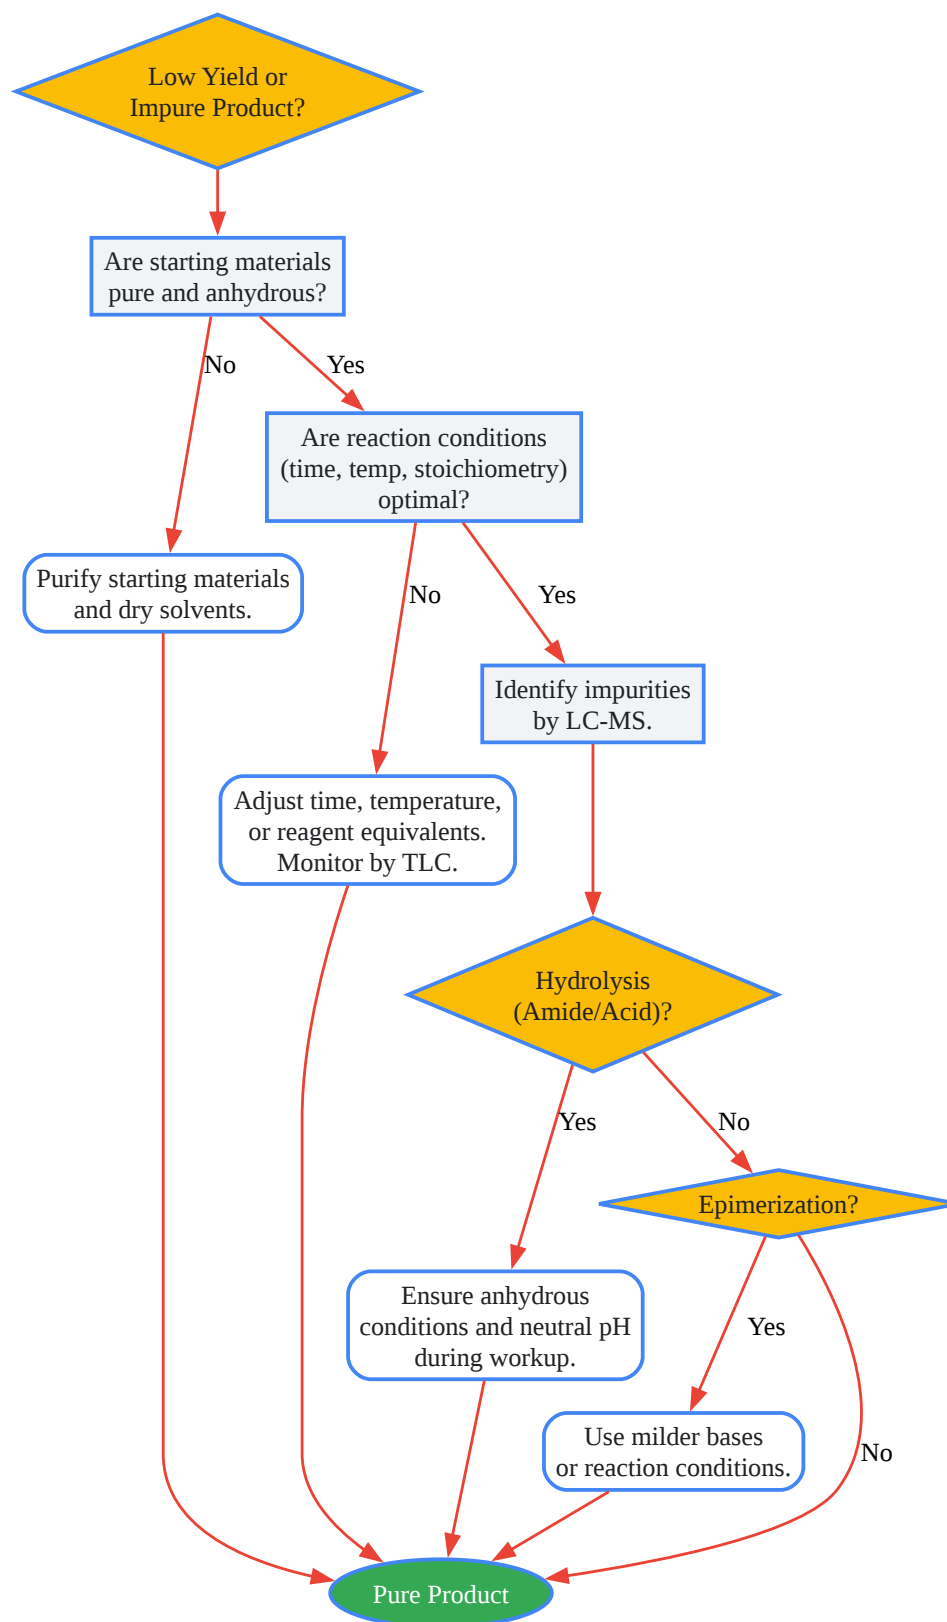 Low Yield or
Impure Product?
Are starting materials
pure and anhydrous?
No
Yes
Are reaction conditions
(time, temp, stoichiometry)
optimal?
Purify starting materials
and dry solvents.
No
Yes
Identify impurities
by LC-MS.
Adjust time, temperature,
or reagent equivalents.
Monitor by TLC.
Hydrolysis
(Amide/Acid)?
Yes
No
Epimerization?
Ensure anhydrous
conditions and neutral pH
during workup.
Yes
Use milder bases
or reaction conditions.
No
Pure Product